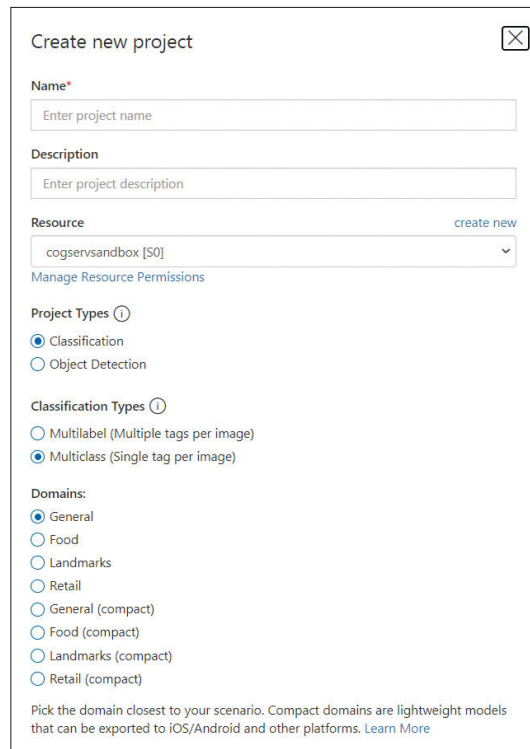 Create new project
Name*
Enter project name
Description
Enter project description
Resource create new
cogservsandbox [S0]
Manage Resource Permissions
Project Types i
Classification
Object Detection
Classification Types i
Multilabel (Multiple tags per image)
Multiclass (Single tag per image)
Domains:
General
Food
Landmarks
Retail
General (compact)
Food (compact)
Landmarks (compact)
Retail (compact)
Pick the domain closest to your scenario. Compact domains are lightweight models
that can be exported to iOS/Android and other platforms. Learn More